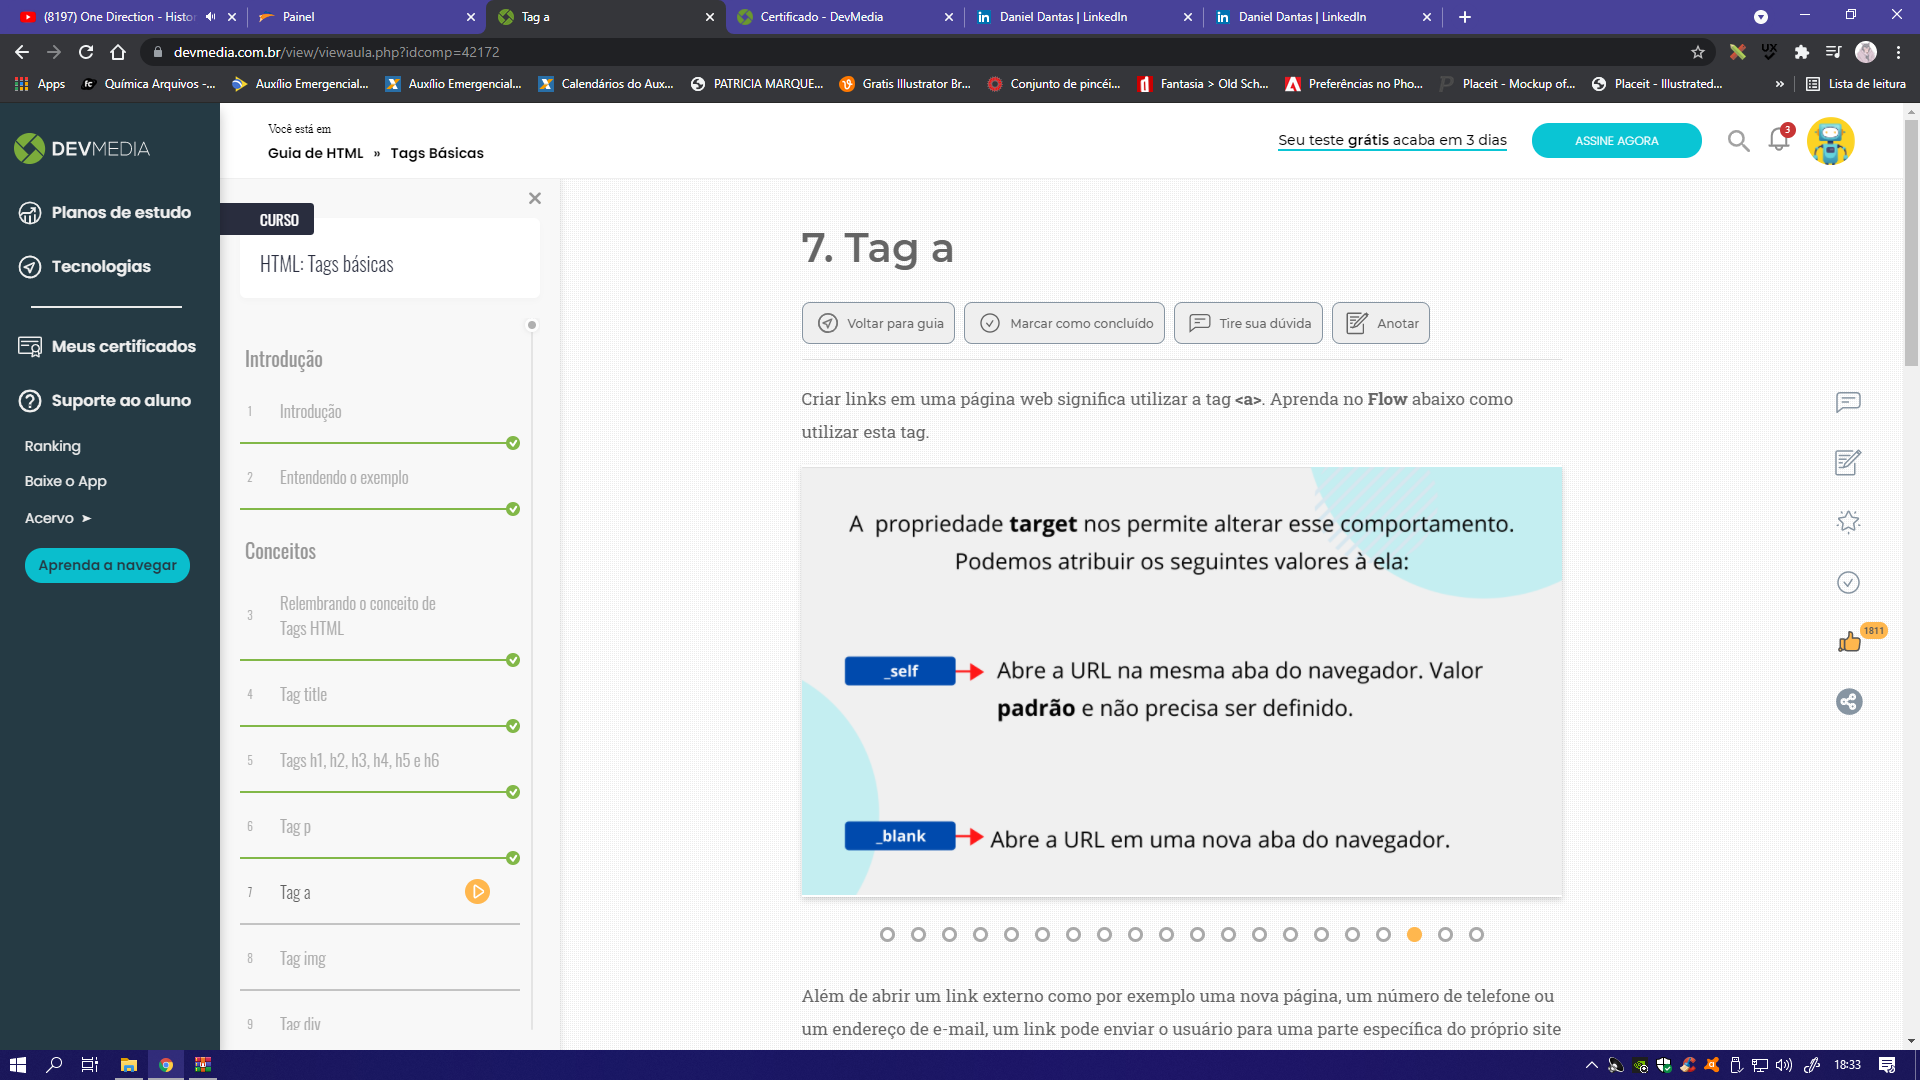 (8197) One Direction - Histor
Painel
Tag a
Certificado - DevMedia
Daniel Dantas | LinkedIn
Daniel Dantas | LinkedIn
devmedia.com.br/view/viewaula.php?idcomp=42172
Apps
Química Arquivos -...
Auxílio Emergencial...
Auxílio Emergencial...
Calendários do Aux...
PATRICIA MARQUE...
Gratis Illustrator Br...
Conjunto de pincéi...
Fantasia > Old Sch...
Preferências no Pho...
Placeit - Mockup of...
Placeit - Illustrated...
»
Lista de leitura
DEVMEDIA
Você está em
Guia de HTML » Tags Básicas
Seu teste grátis acaba em 3 dias
ASSINE AGORA
3
Planos de estudo
Tecnologias
Meus certificados
Suporte ao aluno
Ranking
Baixe o App
Acervo ➤
Aprenda a navegar
CURSO
HTML: Tags básicas
Introdução
1 Introdução
2 Entendendo o exemplo
Conceitos
3 Relembrando o conceito de
Tags HTML
4 Tag title
5 Tags h1, h2, h3, h4, h5 e h6
6 Tag p
7 Tag a
8 Tag img
9 Tag div
7. Tag a
Voltar para guia
Marcar como concluído
Tire sua dúvida
Anotar
Criar links em uma página web significa utilizar a tag <a>. Aprenda no Flow abaixo como
utilizar esta tag.
A propriedade target nos permite alterar esse comportamento.
Podemos atribuir os seguintes valores à ela:
_self
Abre a URL na mesma aba do navegador. Valor
padrão e não precisa ser definido.
_blank
Abre a URL em uma nova aba do navegador.
Além de abrir um link externo como por exemplo uma nova página, um número de telefone ou
um endereço de e-mail, um link pode enviar o usuário para uma parte específica do próprio site
1811
18:33